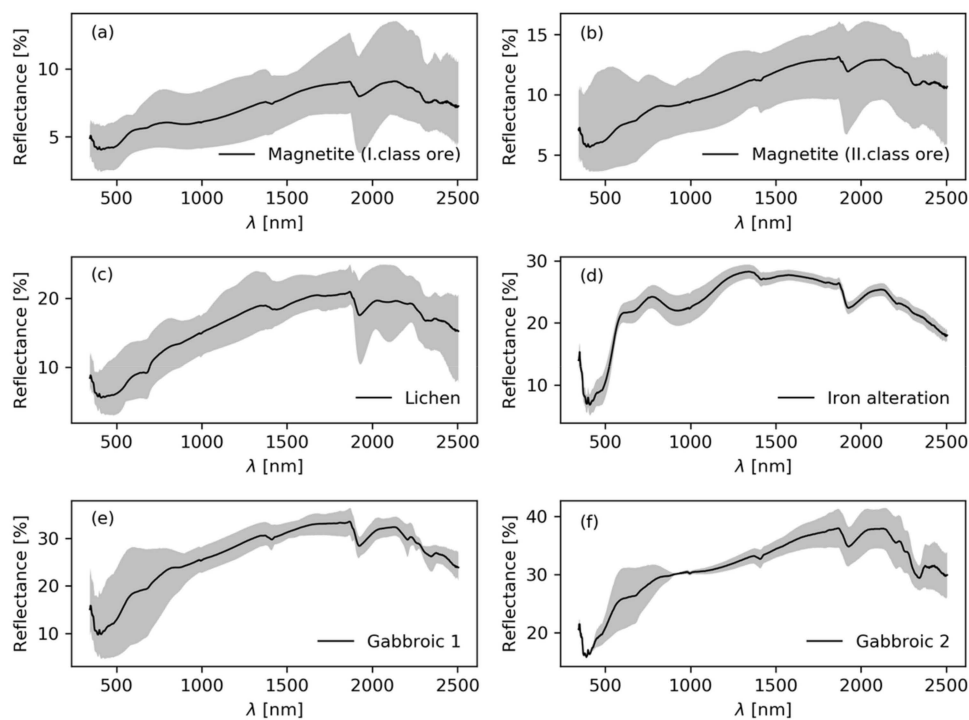 (a)
10
5
Reflectance [%]
Magnetite (I.class ore)
500 1000 1500 2000 2500
λ [nm]
(b)
15
10
5
Reflectance [%]
Magnetite (II.class ore)
500 1000 1500 2000 2500
λ [nm]
(c)
20
10
Reflectance [%]
Lichen
500 1000 1500 2000 2500
λ [nm]
(d)
30
20
10
Reflectance [%]
Iron alteration
500 1000 1500 2000 2500
λ [nm]
(e)
30
20
10
Reflectance [%]
Gabbroic 1
500 1000 1500 2000 2500
λ [nm]
(f)
40
30
20
Reflectance [%]
Gabbroic 2
500 1000 1500 2000 2500
λ [nm]